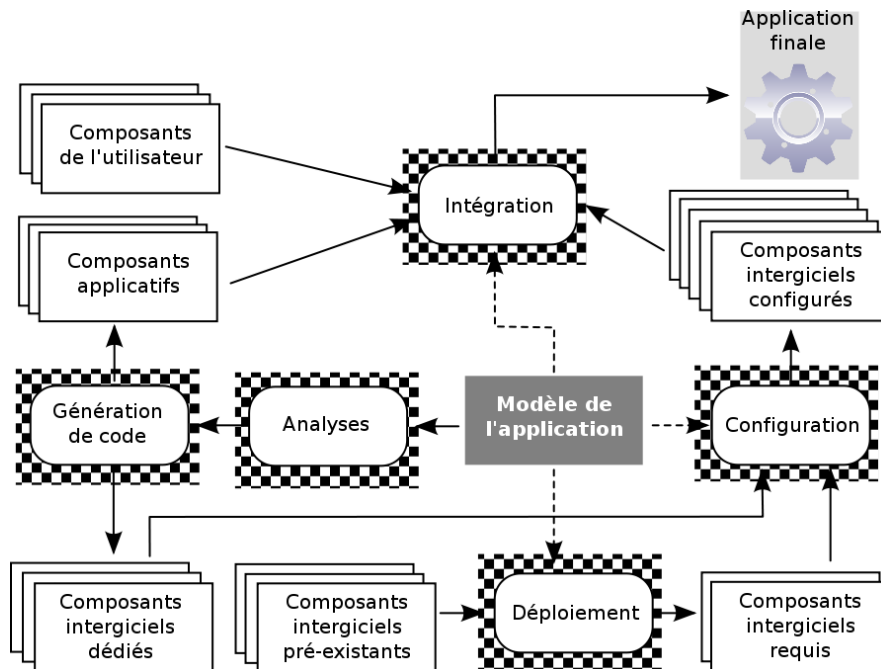 Application
finale
Composants
de l'utilisateur
Intégration
Composants
applicatifs
Composants
intergiciels
configurés
Génération
de code
Analyses
Modèle de
l'application
Configuration
Composants
intergiciels
dédiés
Composants
intergiciels
pré-existants
Déploiement
Composants
intergiciels
requis